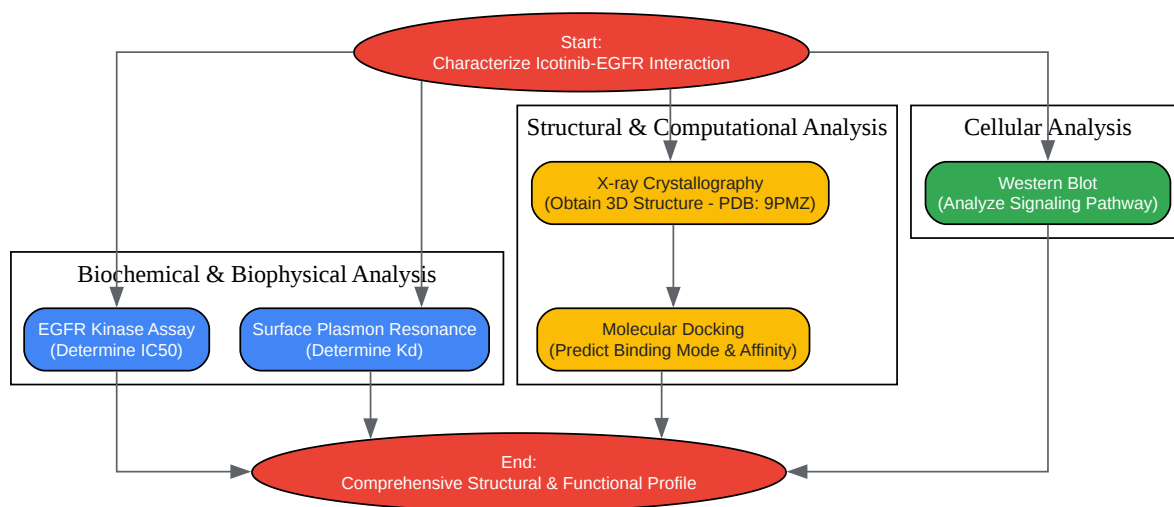 Start:
Characterize Icotinib-EGFR Interaction
Structural & Computational Analysis
Cellular Analysis
X-ray Crystallography
(Obtain 3D Structure - PDB: 9PMZ)
Western Blot
(Analyze Signaling Pathway)
Biochemical & Biophysical Analysis
EGFR Kinase Assay
(Determine IC50)
Surface Plasmon Resonance
(Determine Kd)
Molecular Docking
(Predict Binding Mode & Affinity)
End:
Comprehensive Structural & Functional Profile